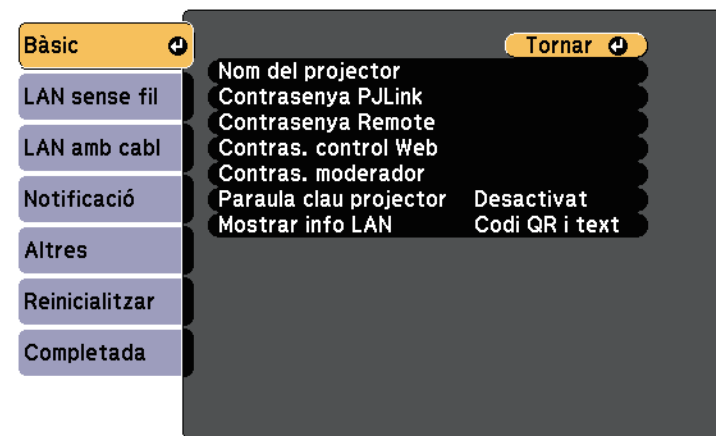 Bàsic
LAN sense fil
LAN amb cabl
Notificació
Altres
Reinicialitzar
Completada
Tornar
Nom del projector
Contrasenya PJLink
Contrasenya Remote
Contras. control Web
Contras. moderador
Paraula clau projector Desactivat
Mostrar info LAN Codi QR i text